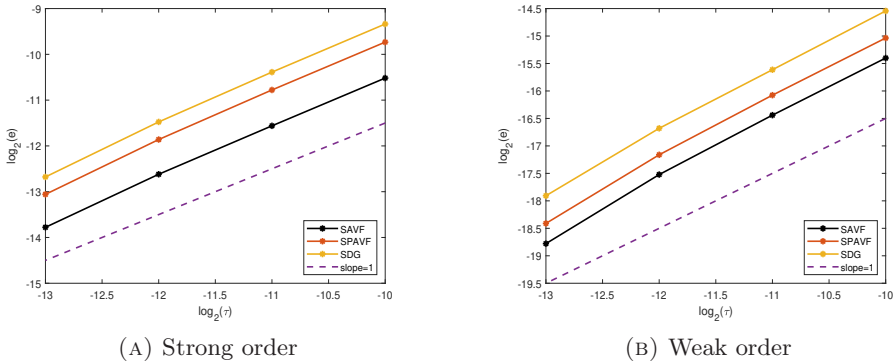 -9
-10
-11
-12
-13
-14
-15
log₂(e)
-13
-12.5
-12
-11.5
-11
-10.5
-10
log₂(τ)
SAVF
SPAVF
SDG
slope=1
(A) Strong order
-14.5
-15
-15.5
-16
-16.5
-17
-17.5
-18
-18.5
-19
-19.5
log₂(e)
-13
-12.5
-12
-11.5
-11
-10.5
-10
log₂(τ)
SAVF
SPAVF
SDG
slope=1
(B) Weak order